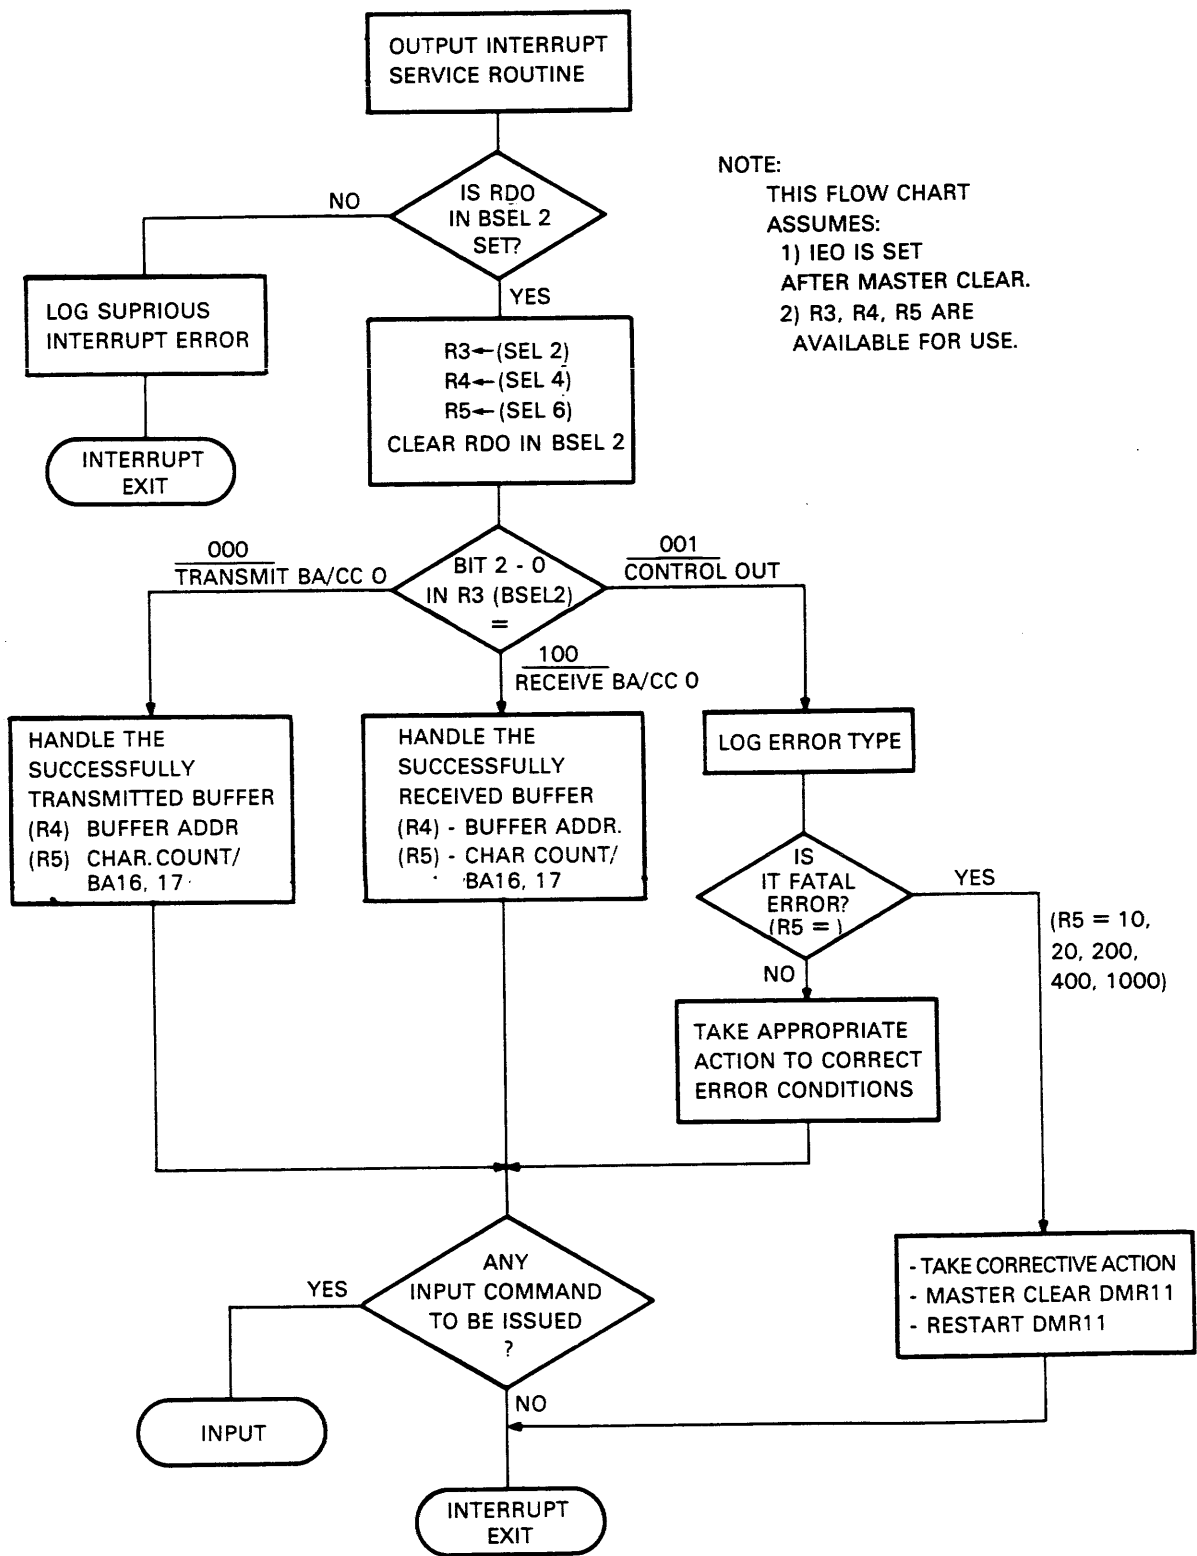 OUTPUT INTERRUPT
SERVICE ROUTINE
IS RDO
IN BSEL 2
SET?
NO
YES
NOTE:
THIS FLOW CHART
ASSUMES:
1) IEO IS SET
AFTER MASTER CLEAR.
2) R3, R4, R5 ARE
AVAILABLE FOR USE.
LOG SUPRIOUS
INTERRUPT ERROR
INTERRUPT
EXIT
R3←(SEL 2)
R4←(SEL 4)
R5←(SEL 6)
CLEAR RDO IN BSEL 2
BIT 2 - 0
IN R3 (BSEL2)
=
000
TRANSMIT BA/CC O
001
CONTROL OUT
100
RECEIVE BA/CC O
HANDLE THE
SUCCESSFULLY
TRANSMITTED BUFFER
(R4) BUFFER ADDR
(R5) CHAR. COUNT/
BA16, 17
HANDLE THE
SUCCESSFULLY
RECEIVED BUFFER
(R4) - BUFFER ADDR.
(R5) - CHAR COUNT/
BA16, 17
LOG ERROR TYPE
IS
IT FATAL
ERROR?
(R5 = )
YES
(R5 = 10,
20, 200,
400, 1000)
NO
TAKE APPROPRIATE
ACTION TO CORRECT
ERROR CONDITIONS
- TAKE CORRECTIVE ACTION
- MASTER CLEAR DMR11
- RESTART DMR11
ANY
INPUT COMMAND
TO BE ISSUED
?
YES
NO
INPUT
INTERRUPT
EXIT